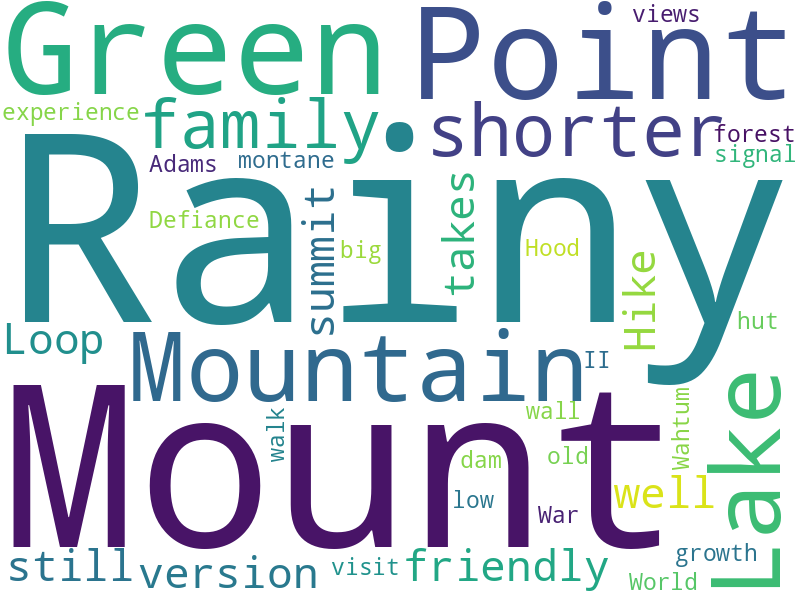 Green
Point
views
experience
family
shorter
forest
signal
Adams
montane
Rainy
Defiance
summit
big
takes
Hood
Hike
hut
Loop
Mountain
II
Mount
walk
wall
Wahtum
Lake
dam
old
low
War
well
still
version
visit
friendly
growth
World